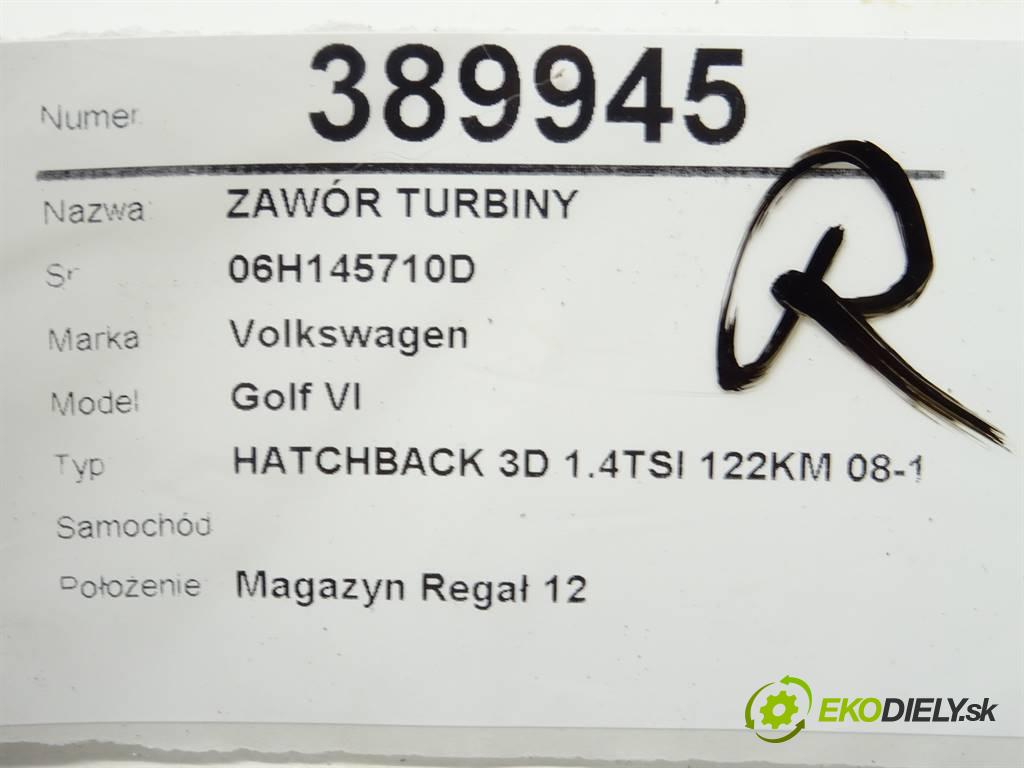 Numer 389945
Nazwa ZAWÓR TURBINY
Sr 06H145710D
Marka Volkswagen
Model Golf VI
Typ HATCHBACK 3D 1.4TSI 122KM 08-1
Samochód
Położenie Magazyn Regał 12
R
EKODIELY.sk